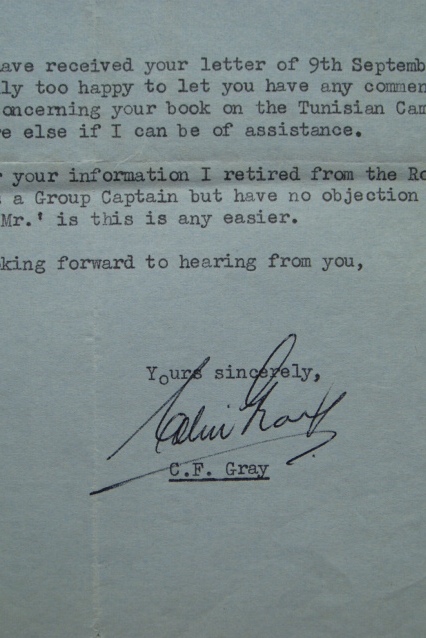 ave received your letter of 9th Septemb
ly too happy to let you have any commen
oncerning your book on the Tunisian Cam
e else if I can be of assistance.
r your information I retired from the Ro
s a Group Captain but have no objection
Mr.' is this is any easier.
king forward to hearing from you,
Yours sincerely,
Colin Gray
C.F. Gray